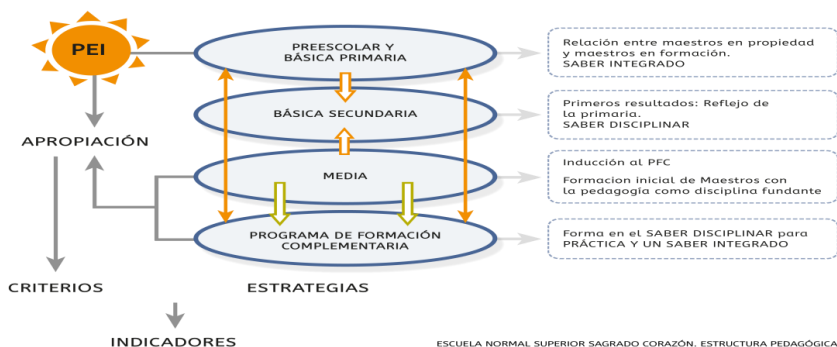 PEI
PREESCOLAR Y
BÁSICA PRIMARIA
Relación entre maestros en propiedad
y maestros en formación.
SABER INTEGRADO
BÁSICA SECUNDARIA
Primeros resultados: Reflejo de
la primaria.
SABER DISCIPLINAR
APROPIACIÓN
MEDIA
Inducción al PFC
Formacion inicial de Maestros con
la pedagogía como disciplina fundante
PROGRAMA DE FORMACIÓN
COMPLEMENTARIA
Forma en el SABER DISCIPLINAR para
PRÁCTICA Y UN SABER INTEGRADO
CRITERIOS
ESTRATEGIAS
INDICADORES
ESCUELA NORMAL SUPERIOR SAGRADO CORAZÓN. ESTRUCTURA PEDAGÓGICA